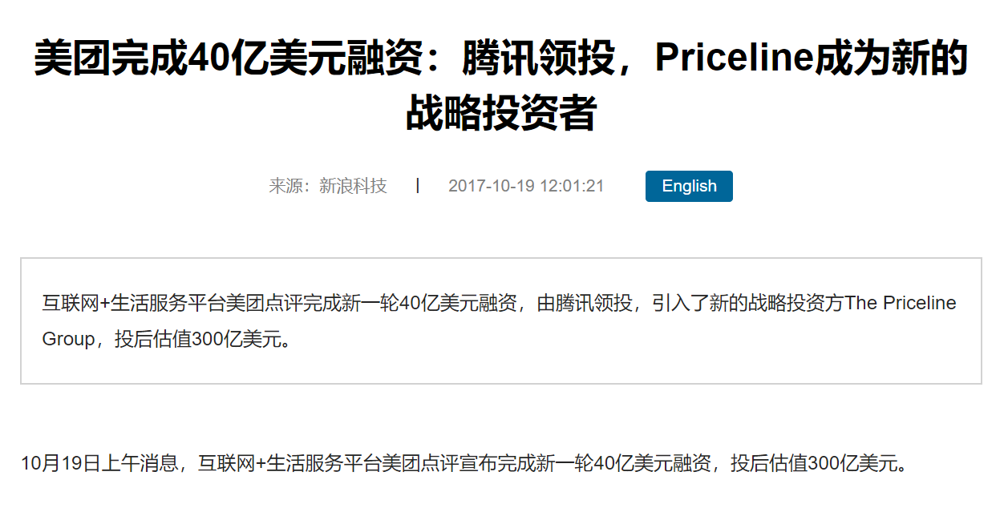 美团完成40亿美元融资：腾讯领投，Priceline成为新的
战略投资者
来源：新浪科技 | 2017-10-19 12:01:21 English
互联网+生活服务平台美团点评完成新一轮40亿美元融资，由腾讯领投，引入了新的战略投资方The Priceline
Group，投后估值300亿美元。
10月19日上午消息，互联网+生活服务平台美团点评宣布完成新一轮40亿美元融资，投后估值300亿美元。